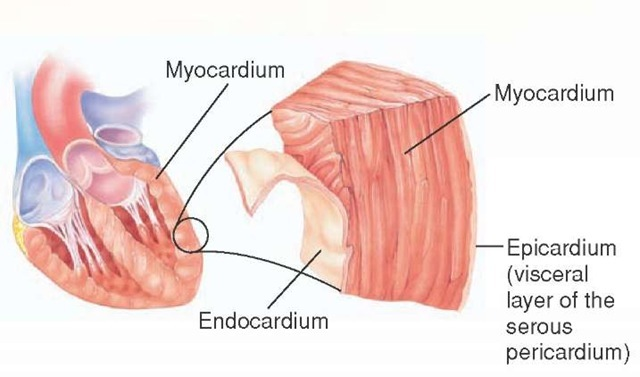 Myocardium
Myocardium
Epicardium
(visceral
layer of the
serous
pericardium)
Endocardium